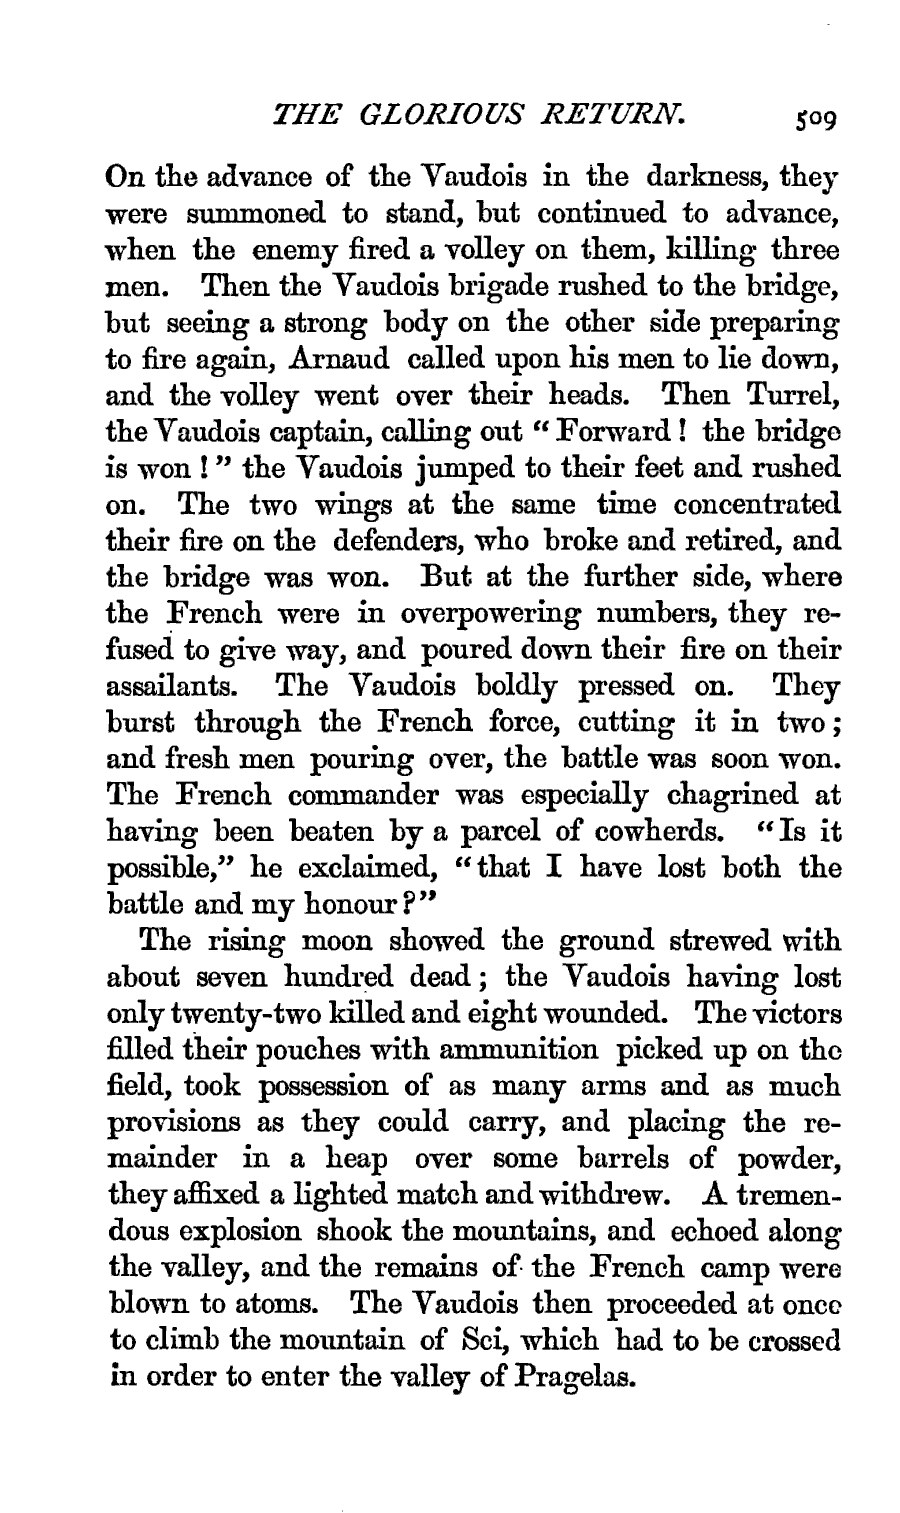 THE GLORIOUS RETURN. 509
On the advance of the Vaudois in the darkness, they
were summoned to stand, but continued to advance,
when the enemy fired a volley on them, killing three
men. Then the Vaudois brigade rushed to the bridge,
but seeing a strong body on the other side preparing
to fire again, Arnaud called upon his men to lie down,
and the volley went over their heads. Then Turrel,
the Vaudois captain, calling out “Forward! the bridge
is won!” the Vaudois jumped to their feet and rushed
on. The two wings at the same time concentrated
their fire on the defenders, who broke and retired, and
the bridge was won. But at the further side, where
the French were in overpowering numbers, they re-
fused to give way, and poured down their fire on their
assailants. The Vaudois boldly pressed on. They
burst through the French force, cutting it in two;
and fresh men pouring over, the battle was soon won.
The French commander was especially chagrined at
having been beaten by a parcel of cowherds. “Is it
possible,” he exclaimed, “that I have lost both the
battle and my honour?”
The rising moon showed the ground strewed with
about seven hundred dead; the Vaudois having lost
only twenty-two killed and eight wounded. The victors
filled their pouches with ammunition picked up on the
field, took possession of as many arms and as much
provisions as they could carry, and placing the re-
mainder in a heap over some barrels of powder,
they affixed a lighted match and withdrew. A tremen-
dous explosion shook the mountains, and echoed along
the valley, and the remains of the French camp were
blown to atoms. The Vaudois then proceeded at once
to climb the mountain of Sci, which had to be crossed
in order to enter the valley of Pragelas.